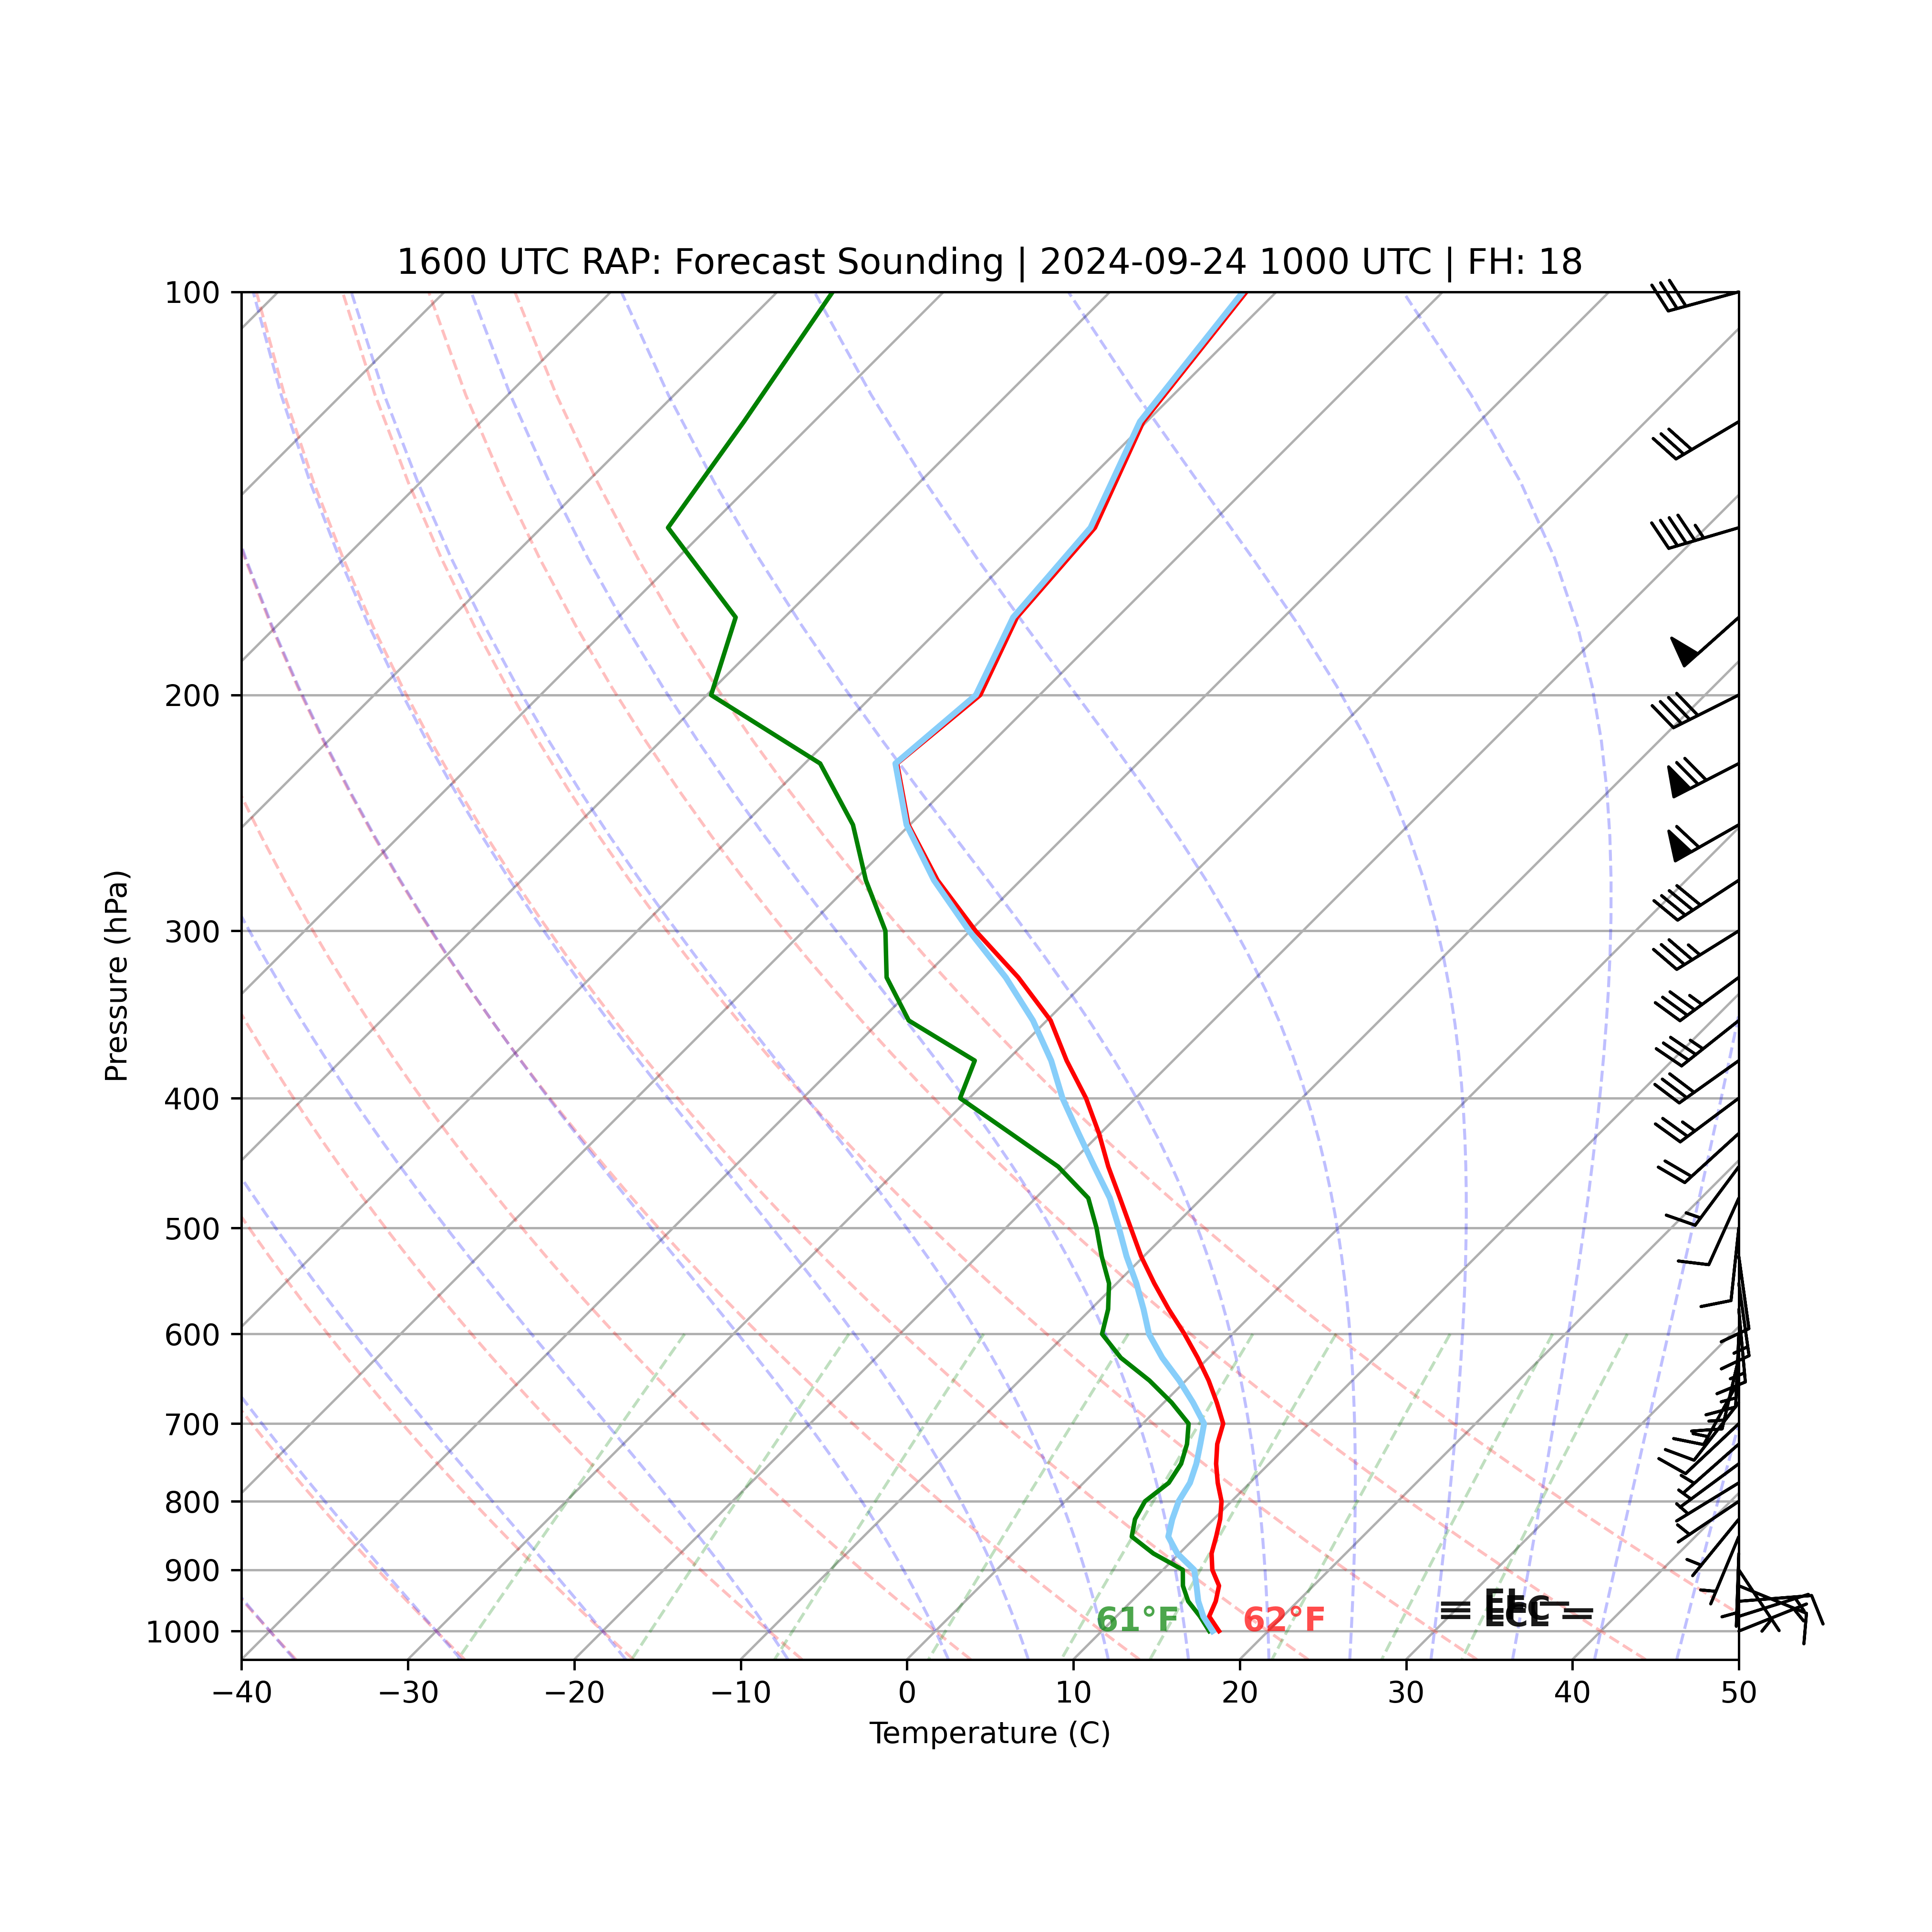 1600 UTC RAP: Forecast Sounding | 2024-09-24 1000 UTC | FH: 18
100
200
300
400
500
600
700
800
900
1000
Pressure (hPa)
61°F 62°F
−40 −30 −20 −10 0 10 20 30 40 50
Temperature (C)